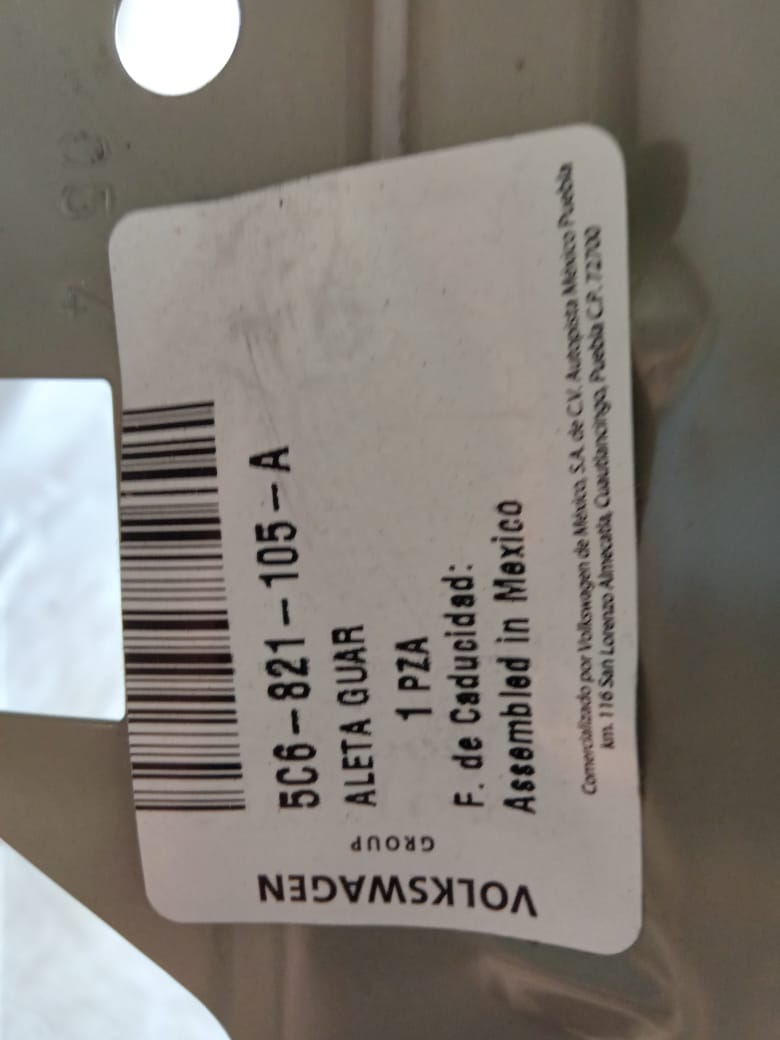 VOLKSWAGEN
GROUP
5C6-821-105-A
ALETA GUAR
1 PZA
F. de Caducidad:
Assembled in Mexico
Comercializado por Volkswagen de México, S.A. de C.V. Autopista México Puebla
km. 116 San Lorenzo Almecatla, Cuautlancingo, Puebla C.P. 72700